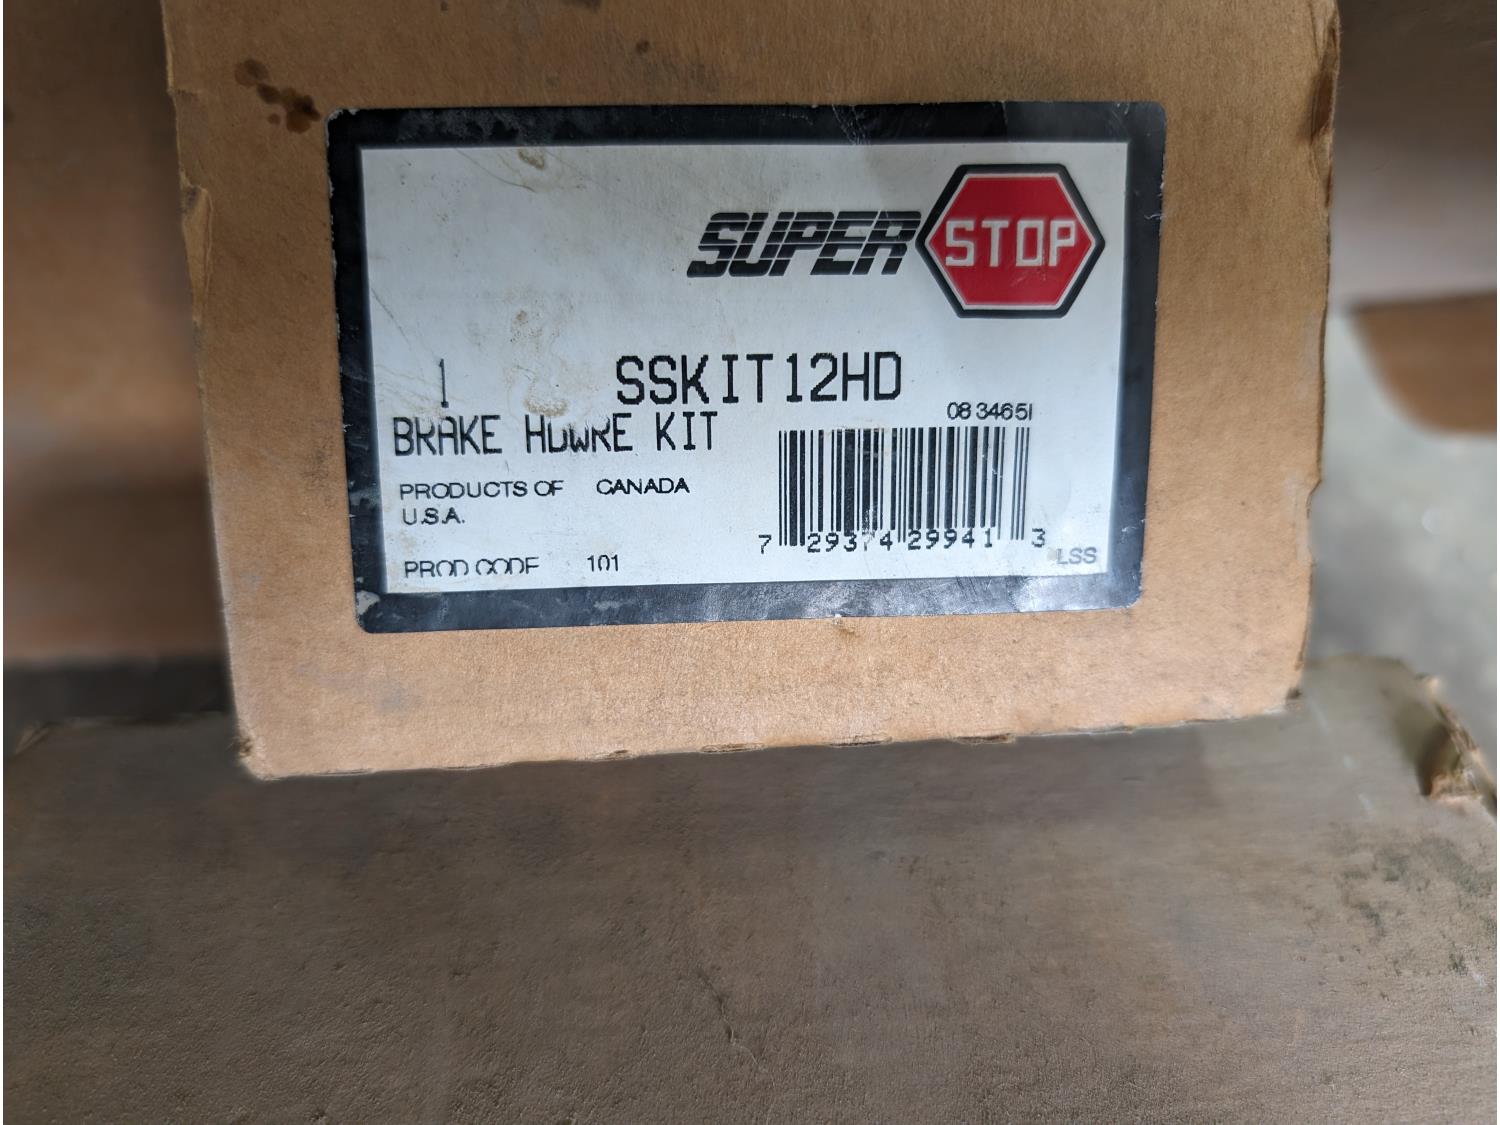 SUPER STOP
1 SSKIT12HD
BRAKE HDWRE KIT
08 34651
PRODUCTS OF CANADA
U.S.A.
7 29374 29941 3
LSS
PROD CODE 101